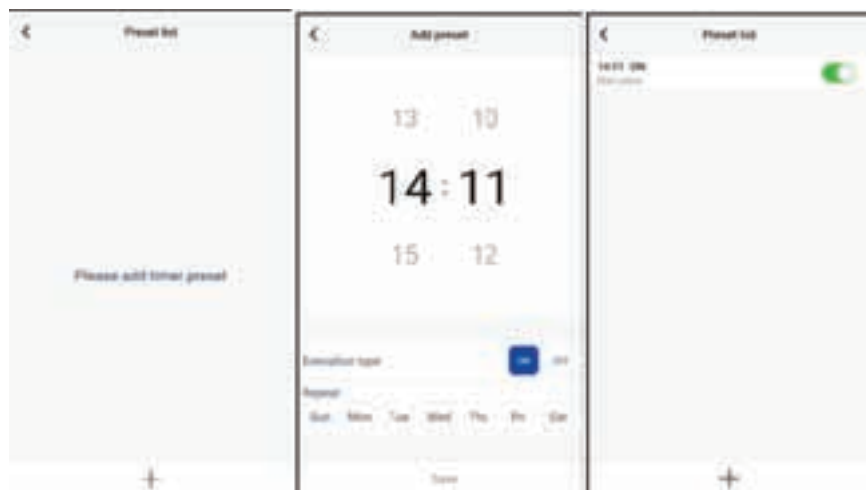 Preset list
Please add timer preset
+
Add preset
13 10
14 : 11
15 12
Execution type ON OFF
Repeat
Sun Mon Tue Wed Thu Fri Sat
Save
Preset list
14:11 ON
+